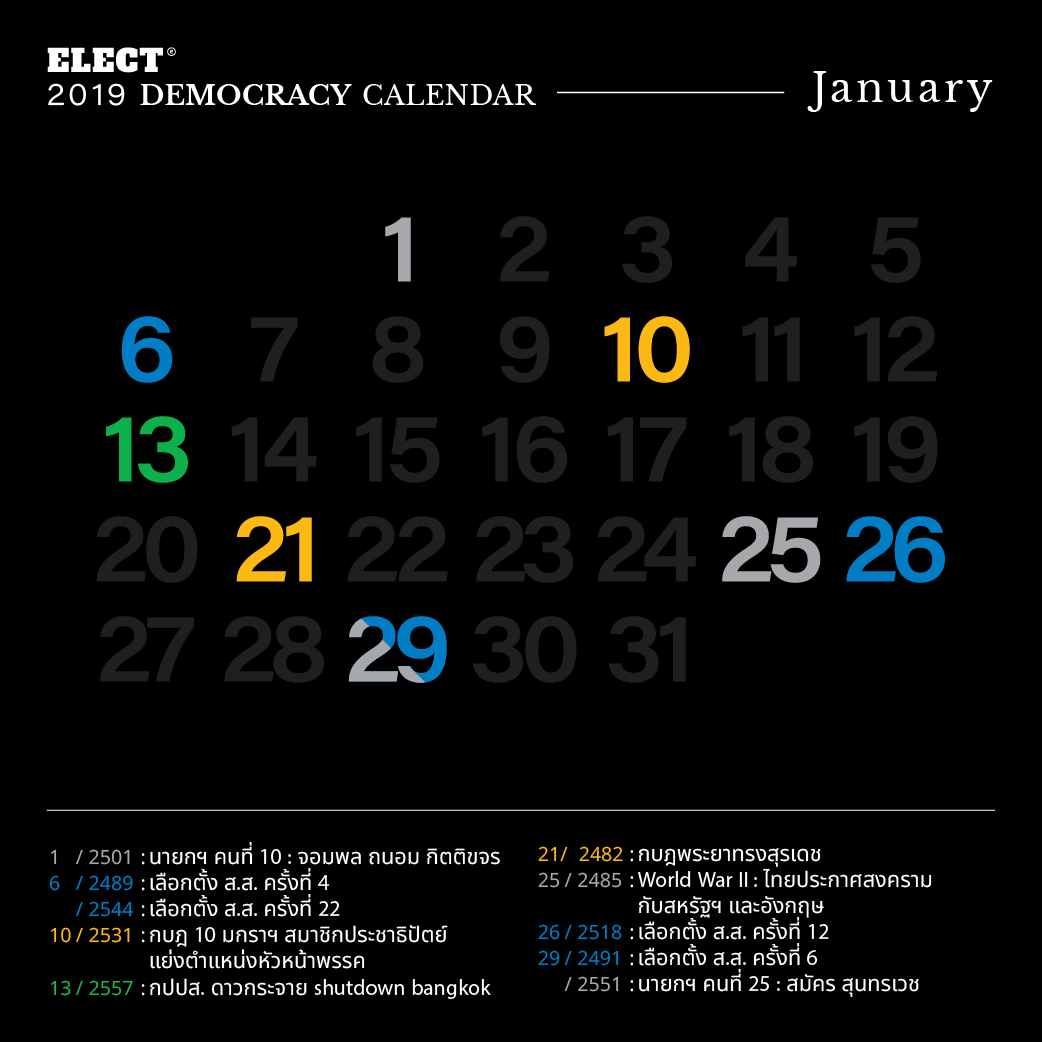 ELECT®
2019 DEMOCRACY CALENDAR
January
1 2 3 4 5
6 7 8 9 10 11 12
13 14 15 16 17 18 19
20 21 22 23 24 25 26
27 28 29 30 31
1 / 2501 : นายกฯ คนที่ 10 : จอมพล ถนอม กิตติขจร
6 / 2489 : เลือกตั้ง ส.ส. ครั้งที่ 4
/ 2544 : เลือกตั้ง ส.ส. ครั้งที่ 22
10 / 2531 : กบฎ 10 มกราฯ สมาชิกประชาธิปัตย์
แย่งตำแหน่งหัวหน้าพรรค
13 / 2557 : กปปส. ดาวกระจาย shutdown bangkok
21/ 2482 : กบฎพระยาทรงสุรเดช
25 / 2485 : World War II : ไทยประกาศสงคราม
กับสหรัฐฯ และอังกฤษ
26 / 2518 : เลือกตั้ง ส.ส. ครั้งที่ 12
29 / 2491 : เลือกตั้ง ส.ส. ครั้งที่ 6
/ 2551 : นายกฯ คนที่ 25 : สมัคร สุนทรเวช